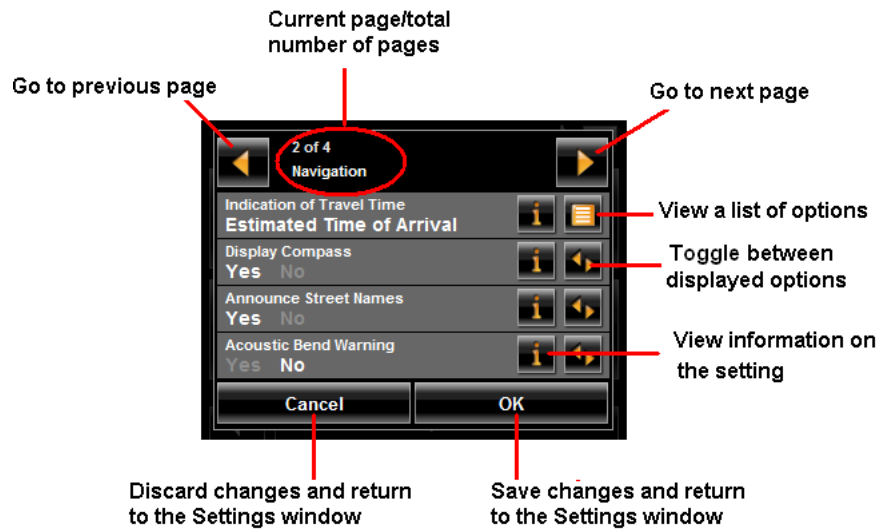 Current page/total
number of pages
Go to previous page
Go to next page
2 of 4
Navigation
Indication of Travel Time
Estimated Time of Arrival
i
View a list of options
Display Compass
Yes No
i
Toggle between
displayed options
Announce Street Names
Yes No
i
Acoustic Bend Warning
Yes No
i
View information on
the setting
Cancel
OK
Discard changes and return
to the Settings window
Save changes and return
to the Settings window